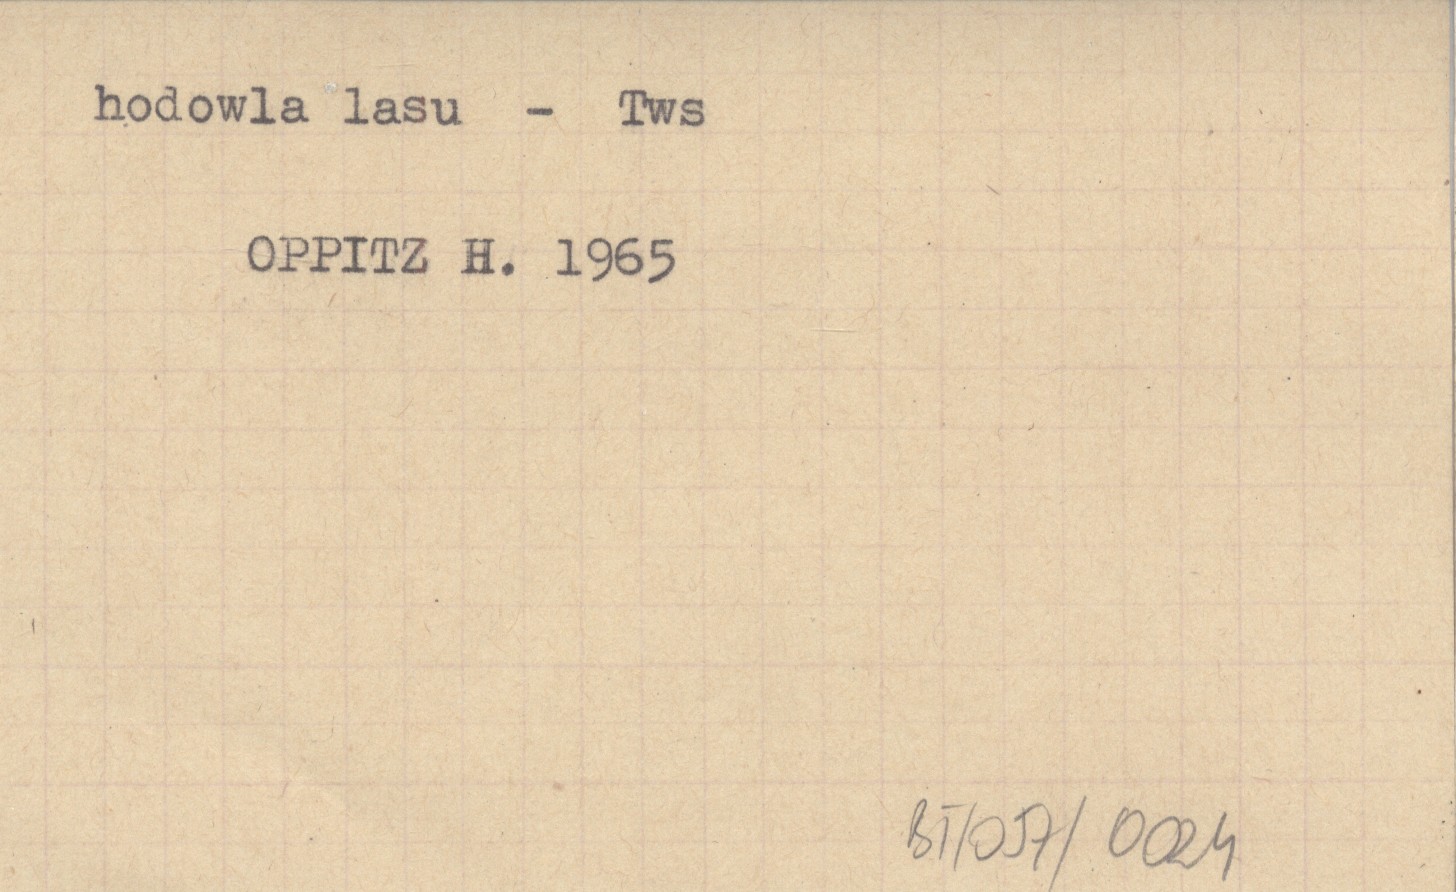 hodowla lasu - Tws
OPPITZ H. 1965
BT/057/0024